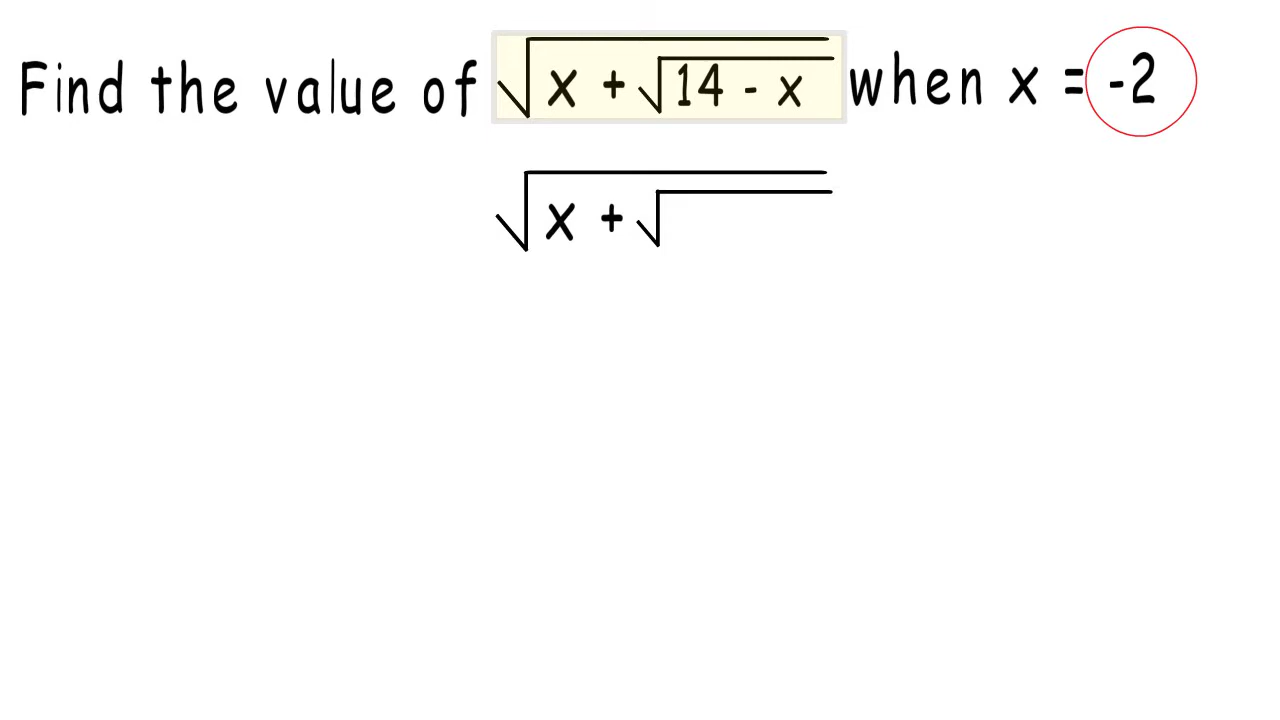 Find the value of √(x + √(14 - x)) when x = -2
√(x + √